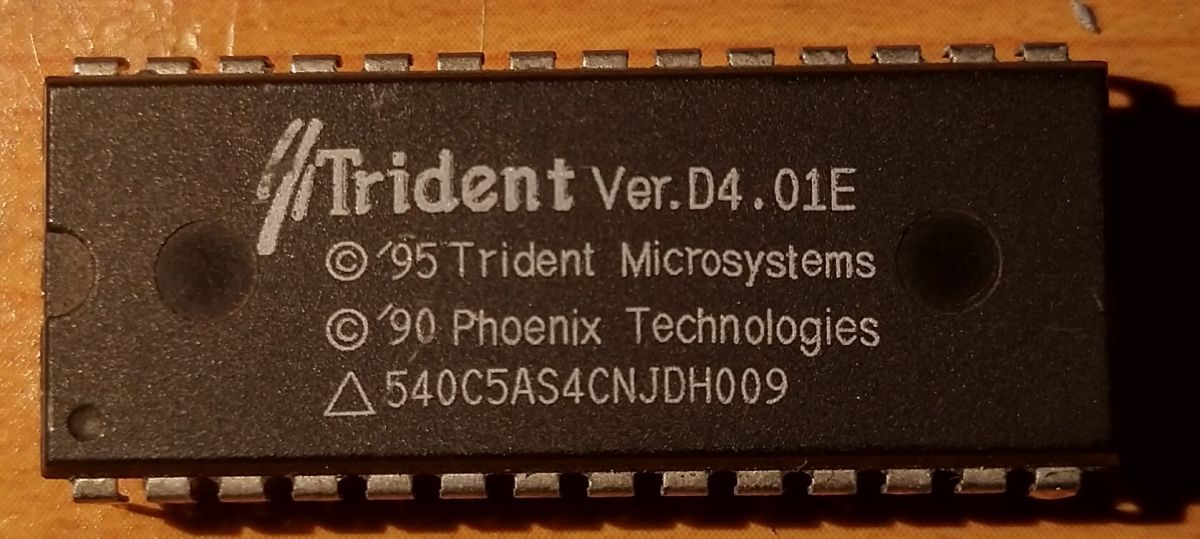 Trident Ver.D4.01E
©'95 Trident Microsystems
©'90 Phoenix Technologies
△540C5AS4CNJDH009